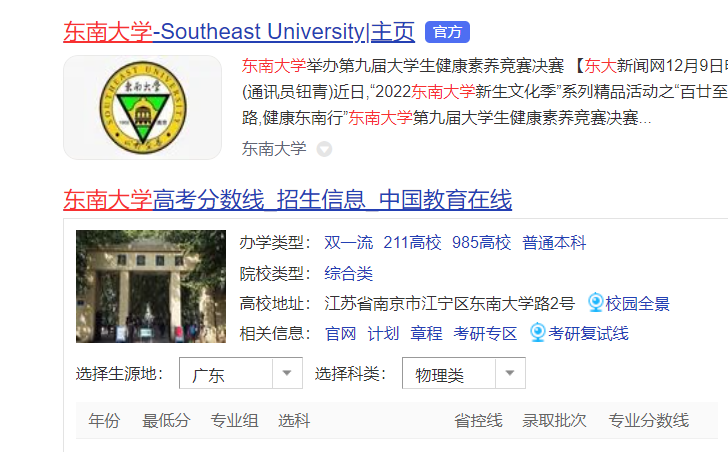 东南大学-Southeast University|主页 官方
SOUTHEAST UNIVERSITY
东南大学
东南大学举办第九届大学生健康素养竞赛决赛 【东大新闻网12月9日电
(通讯员钮青)近日,“2022东南大学新生文化季”系列精品活动之“百廿至
路,健康东南行”东南大学第九届大学生健康素养竞赛决赛...
东南大学
东南大学高考分数线_招生信息_中国教育在线
办学类型： 双一流 211高校 985高校 普通本科
院校类型： 综合类
高校地址： 江苏省南京市江宁区东南大学路2号 校园全景
相关信息： 官网 计划 章程 考研专区 考研复试线
选择生源地： 广东 选择科类： 物理类
年份 最低分 专业组 选科 省控线 录取批次 专业分数线